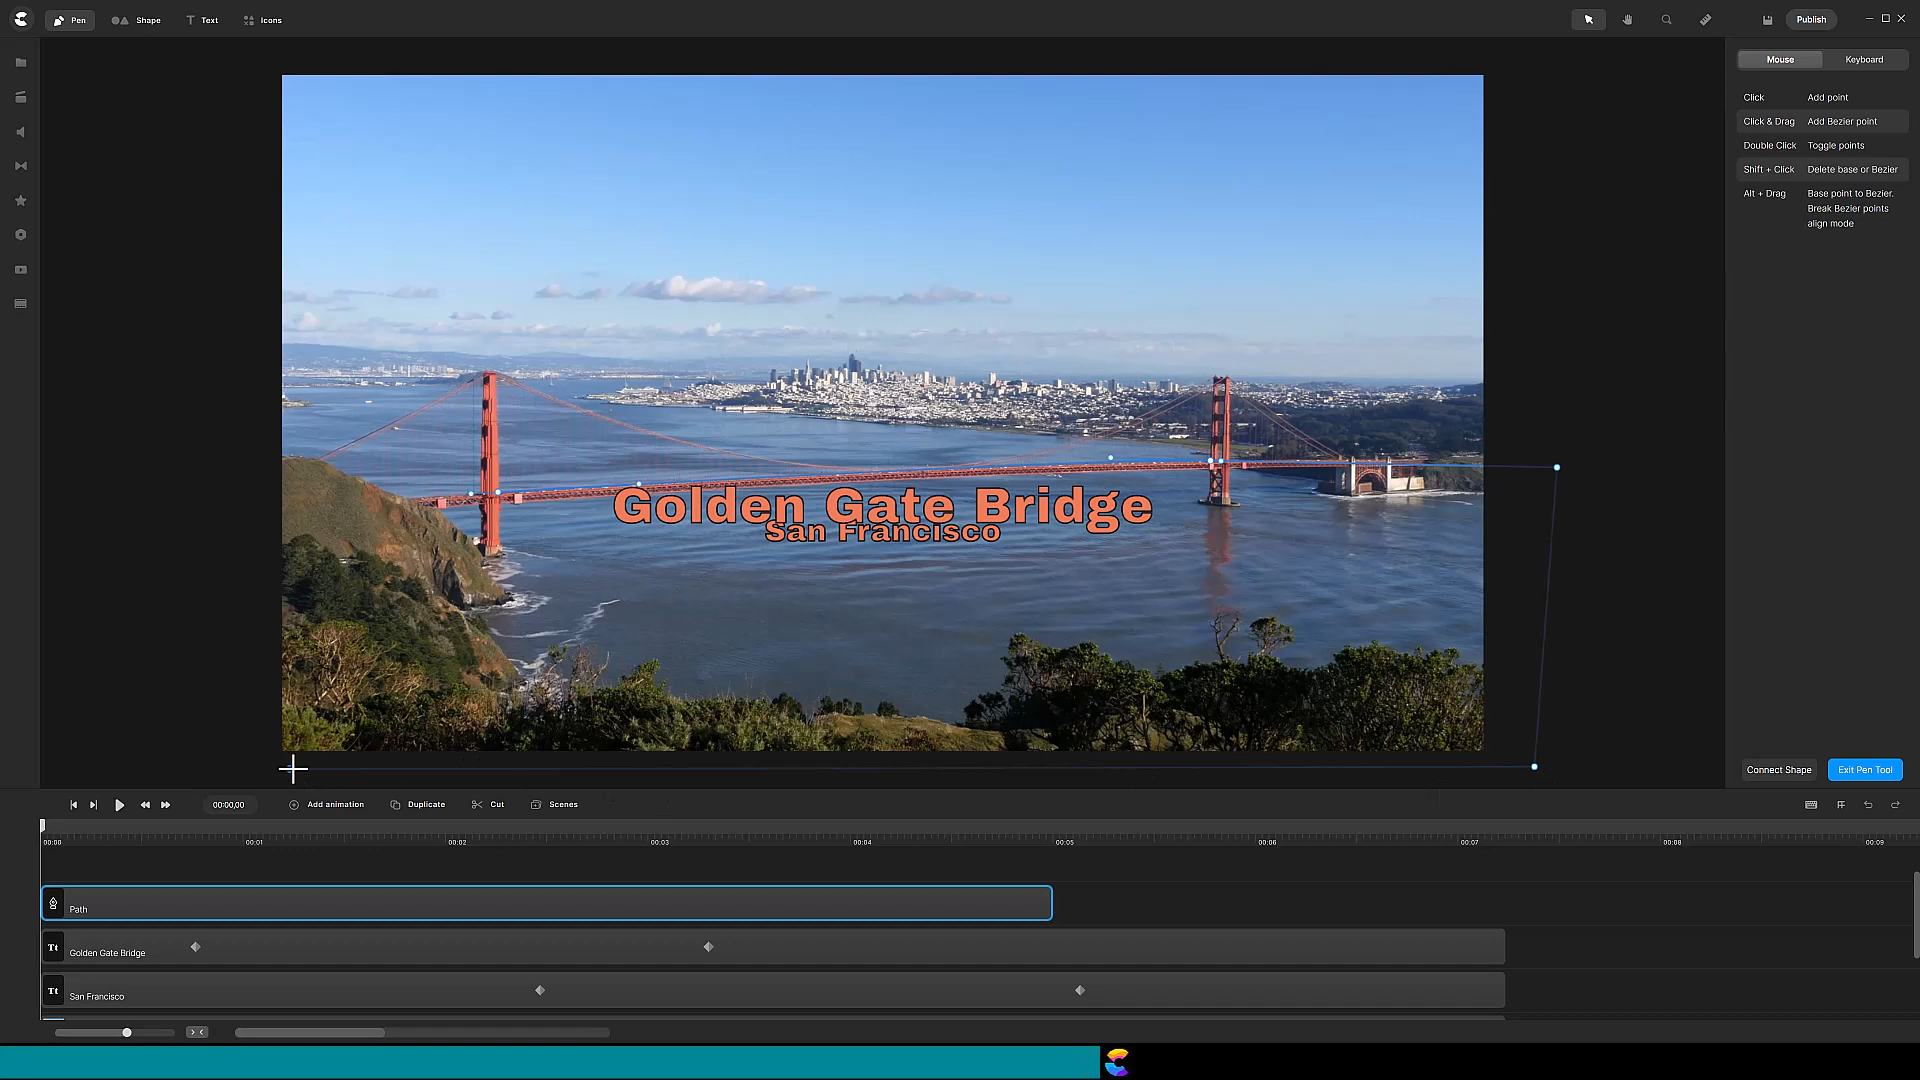 Pen
Shape
Text
Icons
Publish
Mouse
Keyboard
Click
Add point
Click & Drag
Add Bezier point
Double Click
Toggle points
Shift + Click
Delete base or Bezier
Alt + Drag
Base point to Bezier.
Break Bezier points
align mode
Golden Gate Bridge
San Francisco
Connect Shape
Exit Pen Tool
00:00,00
Add animation
Duplicate
Cut
Scenes
00:00
00:01
00:02
00:03
00:04
00:05
00:06
00:07
00:08
00:09
Path
Tt
Golden Gate Bridge
Tt
San Francisco